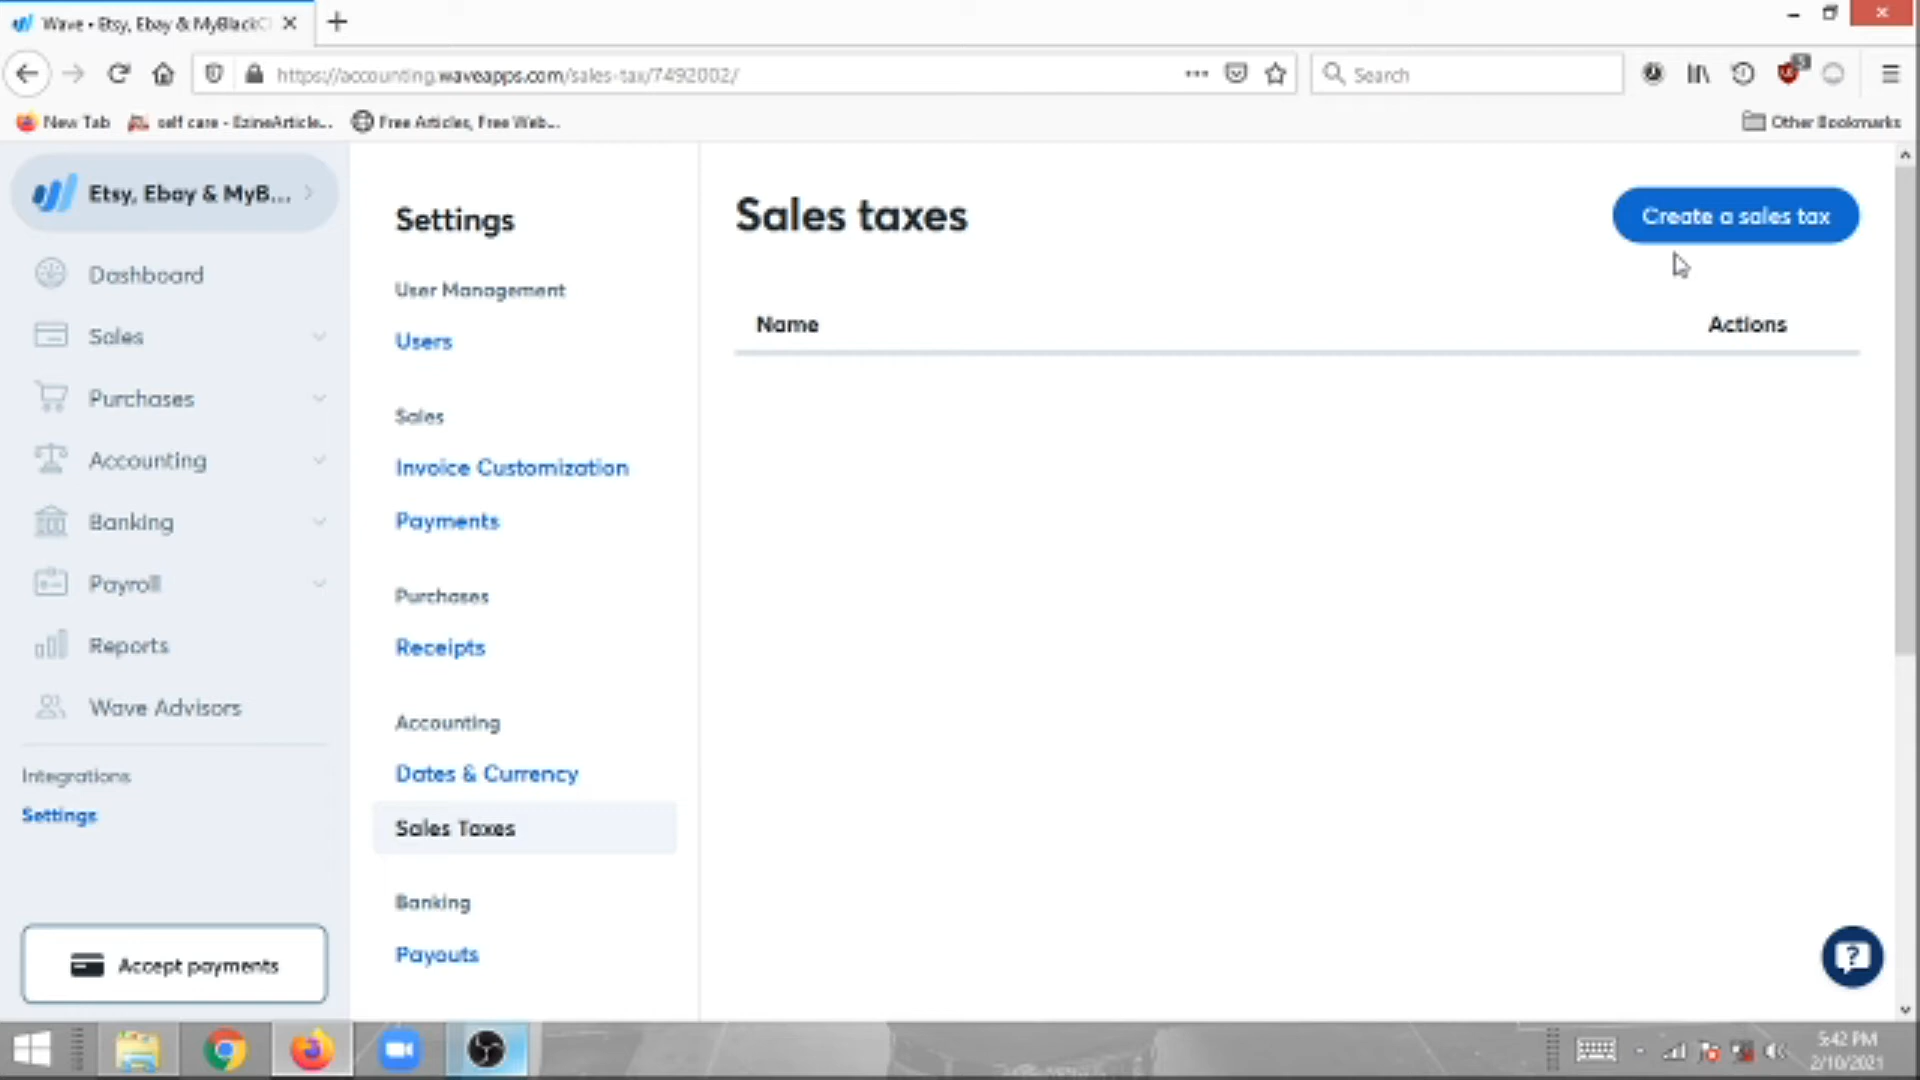 Wave • Etsy, Ebay & MyBlackC
https://accounting.waveapps.com/sales-tax/7492002/
Search
5
New Tab
self care - EzineArticle...
Free Articles, Free Web...
Other Bookmarks
Etsy, Ebay & MyB...
Dashboard
Sales
Purchases
Accounting
Banking
Payroll
Reports
Wave Advisors
Integrations
Settings
Accept payments
Settings
User Management
Users
Sales
Invoice Customization
Payments
Purchases
Receipts
Accounting
Dates & Currency
Sales Taxes
Banking
Payouts
Sales taxes
Create a sales tax
Name Actions
?
5:42 PM
2/10/2021